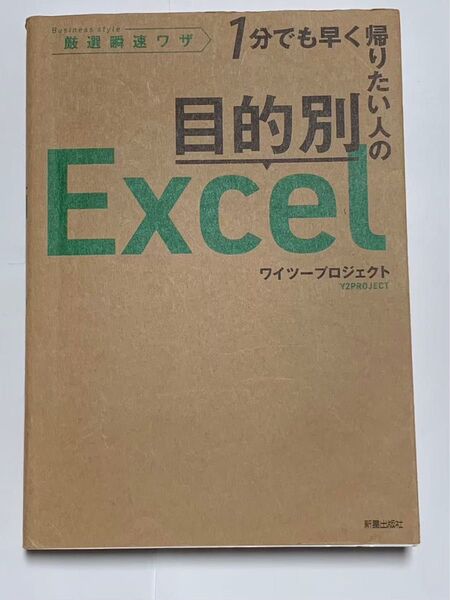 Business style
厳選瞬速ワザ
1分でも早く帰りたい人の
目的別
Excel
ワイツープロジェクト
Y2PROJECT
新星出版社